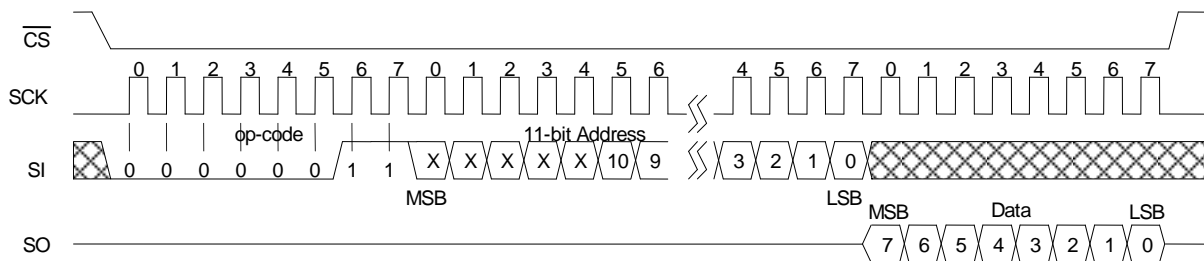 CS
0 1 2 3 4 5 6 7 0 1 2 3 4 5 6 4 5 6 7 0 1 2 3 4 5 6 7
SCK
op-code 11-bit Address
SI 0 0 0 0 0 0 1 1 X X X X X 10 9 3 2 1 0
MSB LSB MSB Data LSB
SO 7 6 5 4 3 2 1 0